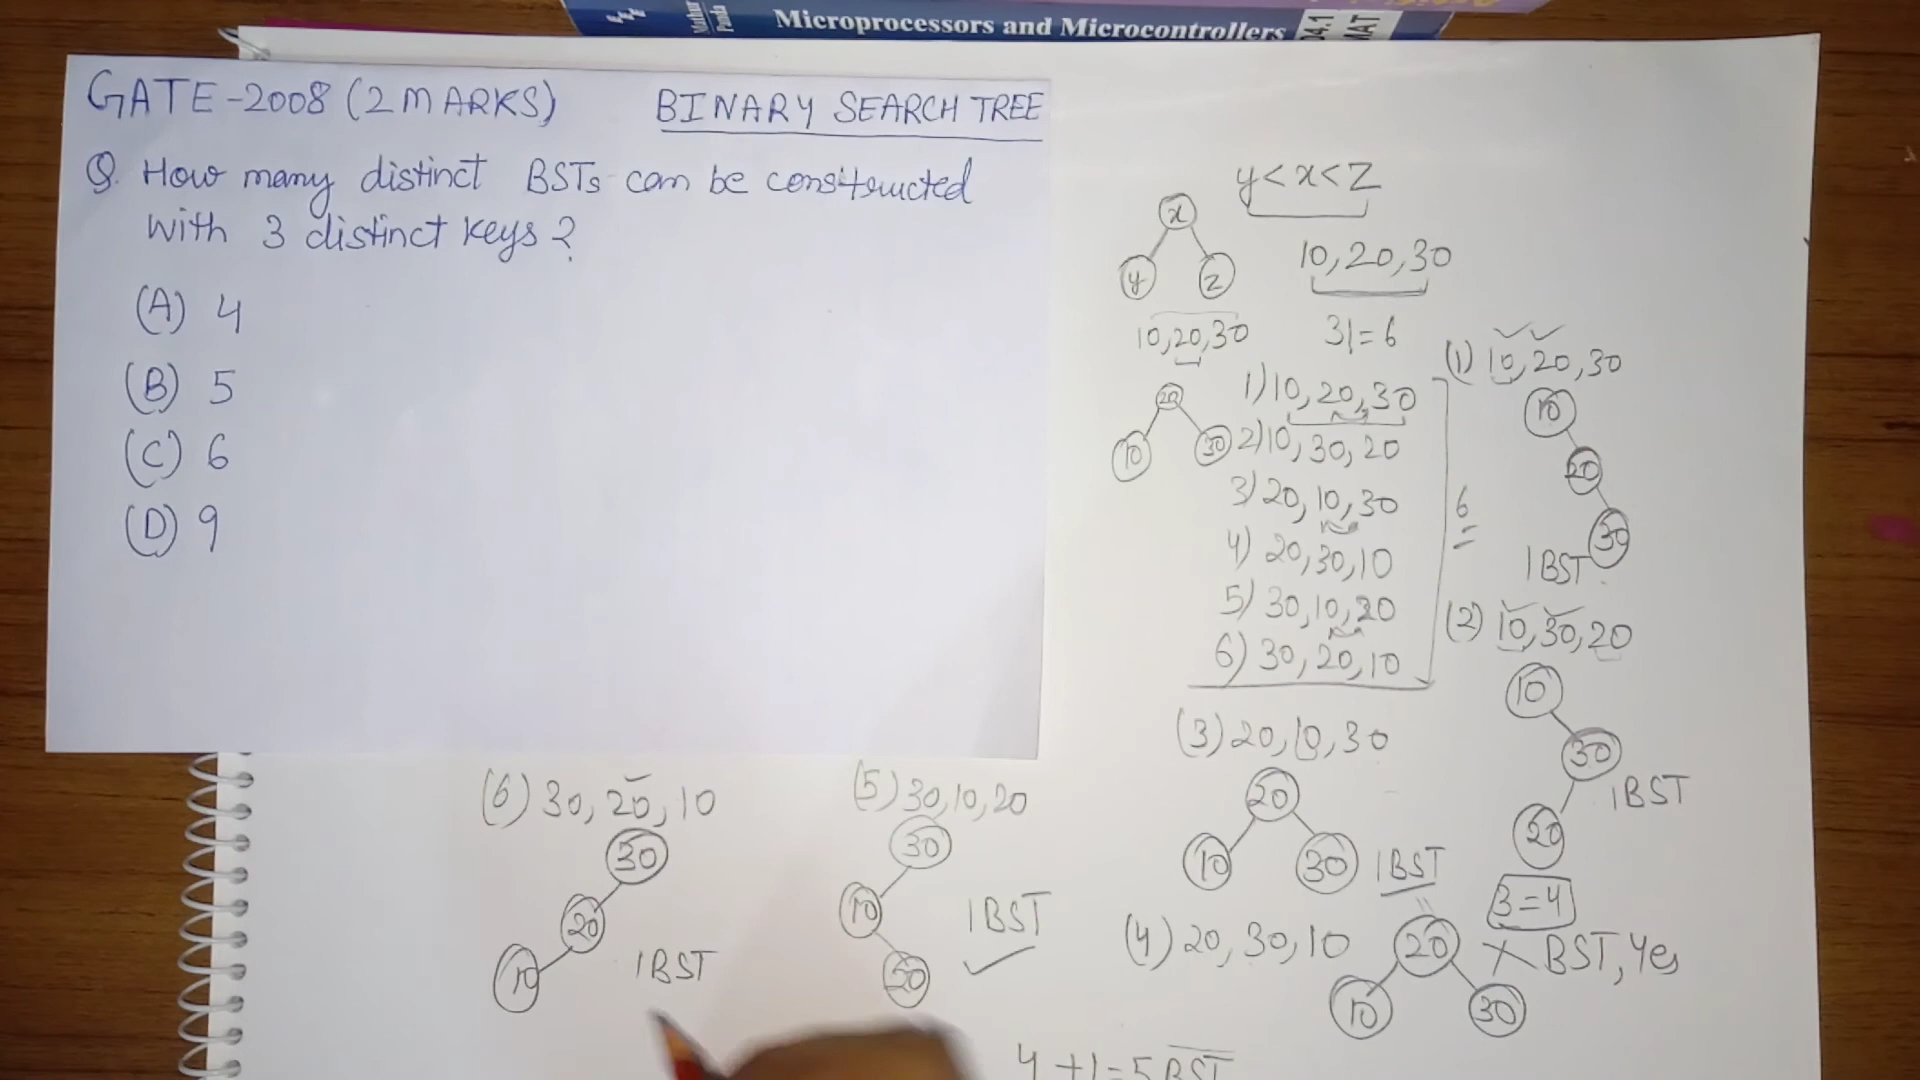 Mathur
Panda
Microprocessors and Microcontrollers
04.1
MAT
GATE-2008 (2 MARKS)
BINARY SEARCH TREE
Q. How many distinct BSTs can be constructed
with 3 distinct keys?
(A) 4
(B) 5
(C) 6
(D) 9
y<x<z
x
y
z
10,20,30
10,20,30
3!=6
20
10
30
1)10,20,30
2)10,30,20
3)20,10,30
4) 20,30,10
5) 30,10,20
6) 30,20,10
6
(1) 10,20,30
10
20
30
1BST
(2) 10,30,20
10
30
20
1BST
(3) 20,10,30
20
10
30
1BST
3=4
(4) 20,30,10
20
10
30
X BST, Yes
(5) 30,10,20
30
10
20
1BST
(6) 30,20,10
30
20
10
1BST
4+1=5 BST